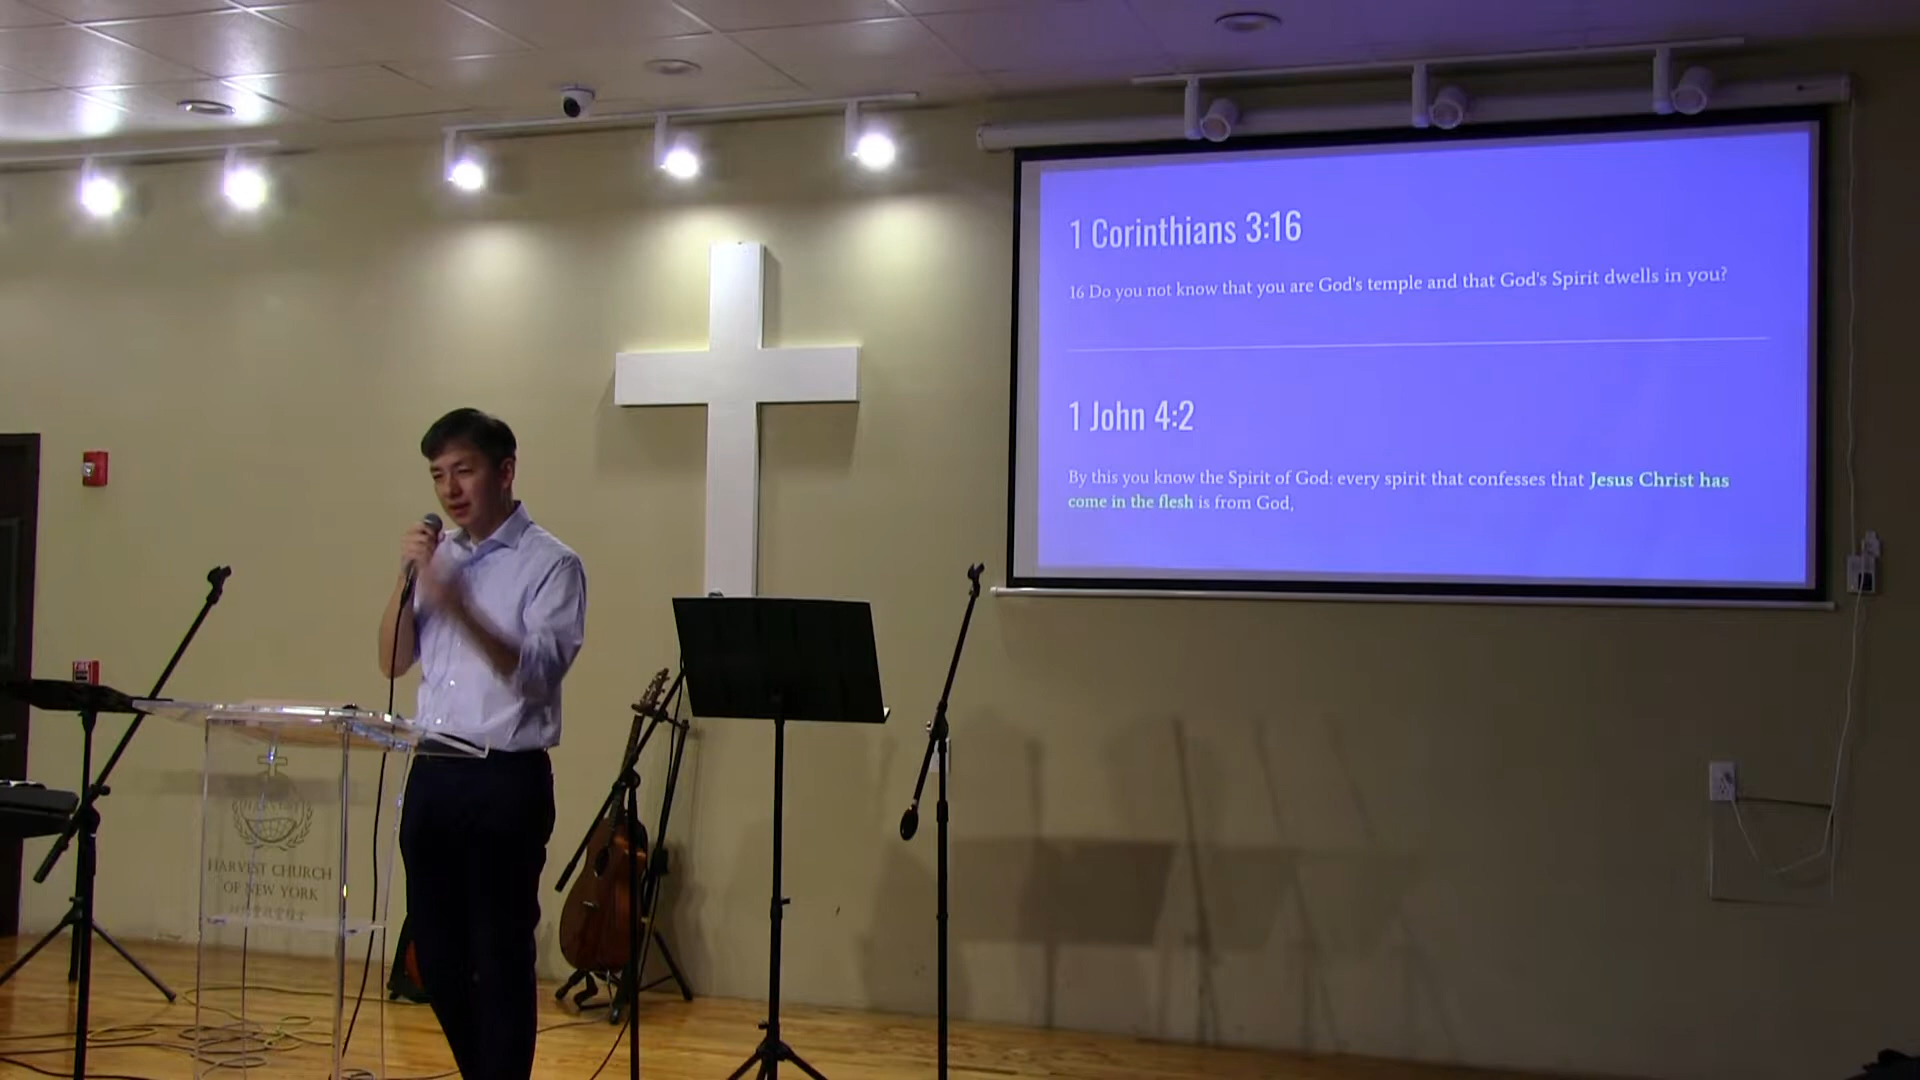 1 Corinthians 3:16
16 Do you not know that you are God's temple and that God's Spirit dwells in you?
1 John 4:2
By this you know the Spirit of God: every spirit that confesses that Jesus Christ has
come in the flesh is from God,
FIRE
HARVEST
HARVEST CHURCH
OF NEW YORK